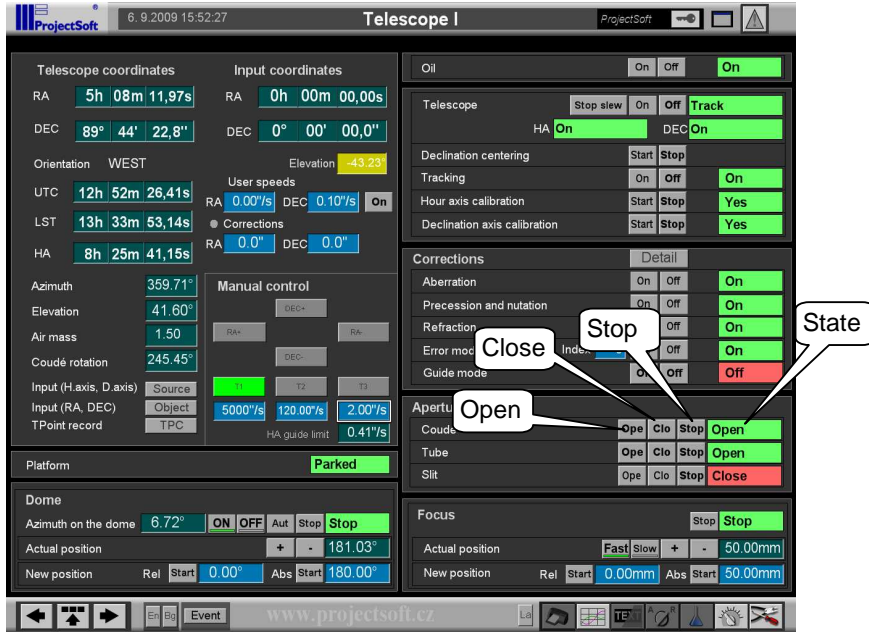 ProjectSoft
6. 9.2009 15:52:27
Telescope I
ProjectSoft
Telescope coordinates
Input coordinates
RA 5h 08m 11,97s
RA 0h 00m 00,00s
DEC 89° 44' 22,8''
DEC 0° 00' 00,0''
Orientation WEST
Elevation -43.23°
UTC 12h 52m 26,41s
User speeds
RA 0.00''/s DEC 0.10''/s On
LST 13h 33m 53,14s
Corrections
RA 0.0'' DEC 0.0''
HA 8h 25m 41,15s
Azimuth 359.71°
Elevation 41.60°
Air mass 1.50
Coudé rotation 245.45°
Input (H.axis, D.axis) Source
Input (RA, DEC) Object
TPoint record TPC
Manual control
DEC+
RA+ RA-
DEC-
T1 T2 T3
5000''/s 120.00''/s 2.00''/s
HA guide limit 0.41''/s
Platform Parked
Dome
Azimuth on the dome 6.72° ON OFF Aut Stop Stop
Actual position + - 181.03°
New position Rel Start 0.00° Abs Start 180.00°
Oil On Off On
Telescope Stop slew On Off Track
HA On DEC On
Declination centering Start Stop
Tracking On Off On
Hour axis calibration Start Stop Yes
Declination axis calibration Start Stop Yes
Corrections Detail
Aberration On Off On
Precession and nutation On Off On
Refraction Off On
Error mod Index Off On
Guide mode On Off Off
Open
Close
Stop
State
Apertu
Coude Ope Clo Stop Open
Tube Ope Clo Stop Open
Slit Ope Clo Stop Close
Focus
Stop Stop
Actual position Fast Slow + - 50.00mm
New position Rel Start 0.00mm Abs Start 50.00mm
En Bg Event www.projectsoft.cz La TEXT A O R